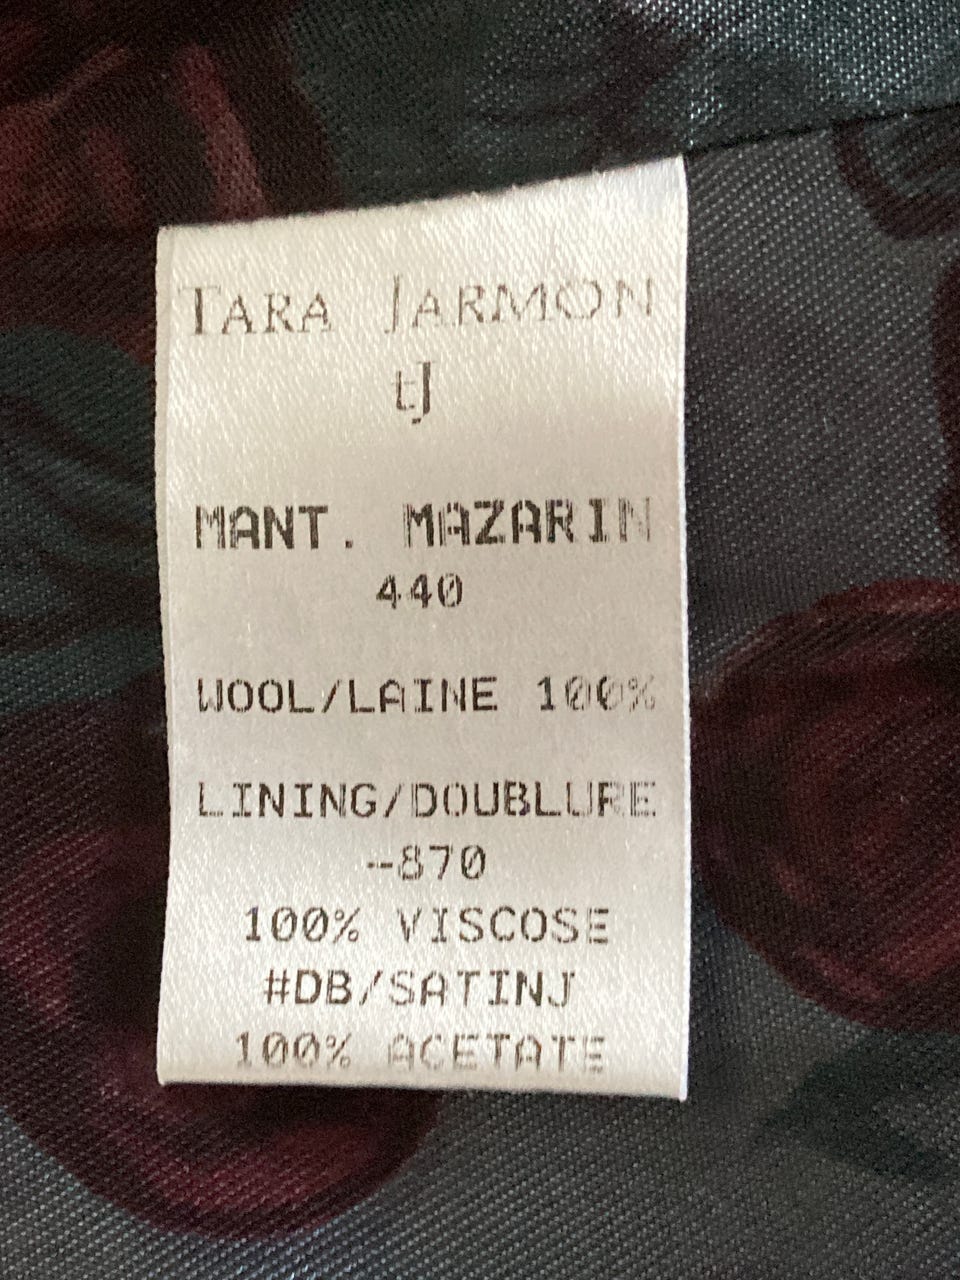 TARA JARMON
tJ
MANT. MAZARIN
440
WOOL/LAINE 100%
LINING/DOUBLURE
-870
100% VISCOSE
#DB/SATINJ
100% ACETATE